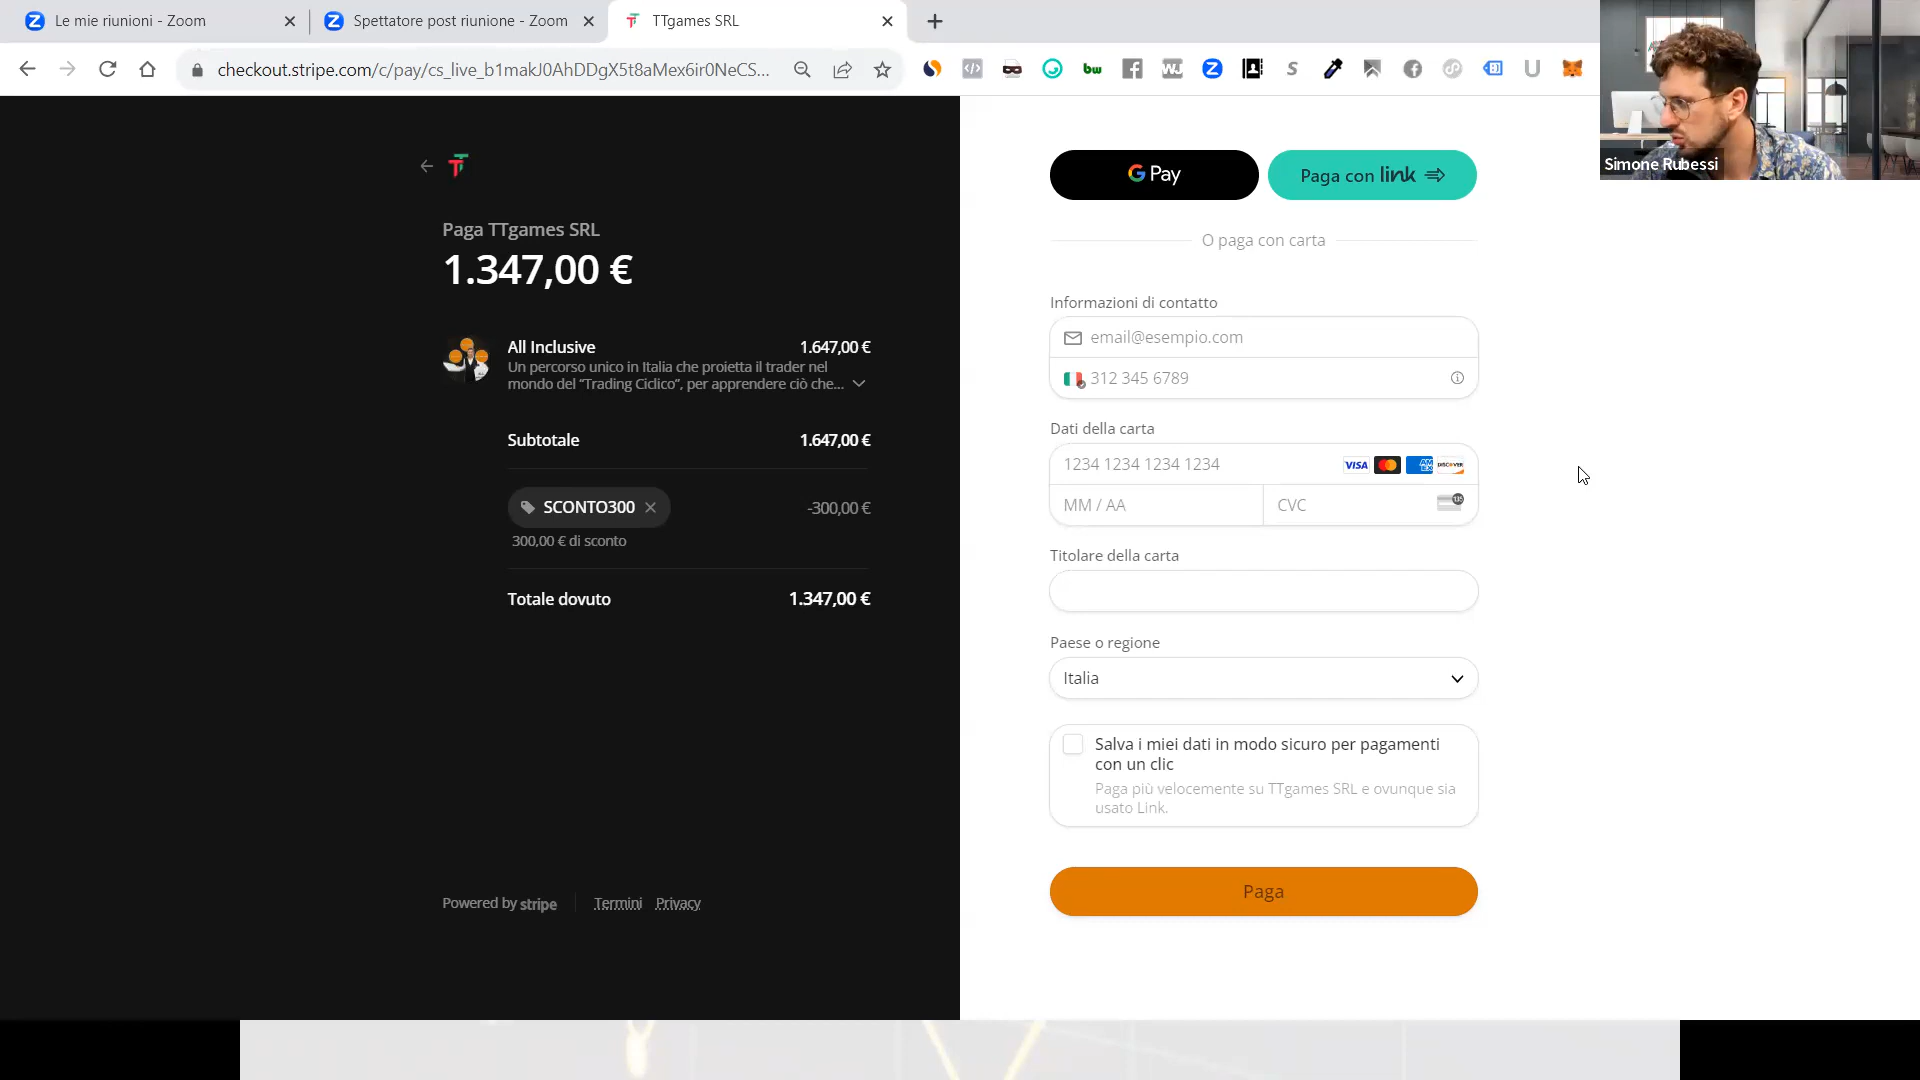 Le mie riunioni - Zoom
Spettatore post riunione - Zoom
TTgames SRL
checkout.stripe.com/c/pay/cs_live_b1makJ0AhDDgX5t8aMex6ir0NeCS...
Simone Rubessi
Paga TTgames SRL
1.347,00 €
All Inclusive 1.647,00 €
Un percorso unico in Italia che proietta il trader nel
mondo del “Trading Ciclico”, per apprendere ciò che...
Subtotale 1.647,00 €
SCONTO300 -300,00 €
300,00 € di sconto
Totale dovuto 1.347,00 €
Powered by stripe
Termini Privacy
G Pay
Paga con link
O paga con carta
Informazioni di contatto
email@esempio.com
312 345 6789
Dati della carta
1234 1234 1234 1234
VISA
AMEX
DISCOVER
MM / AA
CVC
135
Titolare della carta
Paese o regione
Italia
Salva i miei dati in modo sicuro per pagamenti
con un clic
Paga più velocemente su TTgames SRL e ovunque sia
usato Link.
Paga